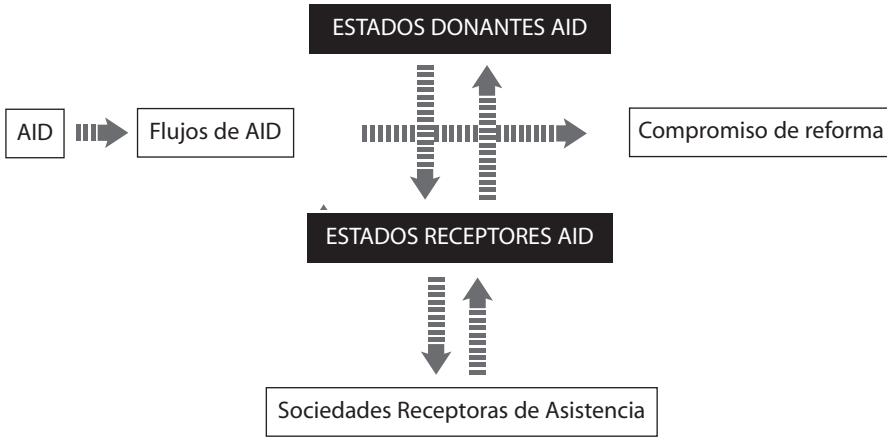 ESTADOS DONANTES AID
AID
Flujos de AID
Compromiso de reforma
ESTADOS RECEPTORES AID
Sociedades Receptoras de Asistencia